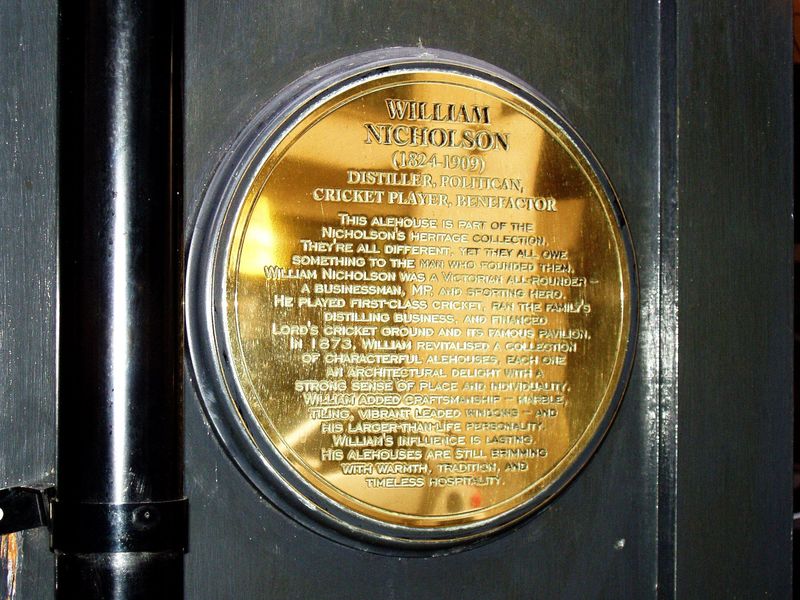 WILLIAM
NICHOLSON
(1824-1909)
DISTILLER, POLITICAN,
CRICKET PLAYER, BENEFACTOR
THIS ALEHOUSE IS PART OF THE
NICHOLSON'S HERITAGE COLLECTION.
THEY'RE ALL DIFFERENT, YET THEY ALL OWE
SOMETHING TO THE MAN WHO FOUNDED THEM.
WILLIAM NICHOLSON WAS A VICTORIAN ALL-ROUNDER –
A BUSINESSMAN, MP, AND SPORTING HERO.
HE PLAYED FIRST-CLASS CRICKET, RAN THE FAMILY'S
DISTILLING BUSINESS, AND FINANCED
LORD'S CRICKET GROUND AND ITS FAMOUS PAVILION.
IN 1873, WILLIAM REVITALISED A COLLECTION
OF CHARACTERFUL ALEHOUSES, EACH ONE
AN ARCHITECTURAL DELIGHT WITH A
STRONG SENSE OF PLACE AND INDIVIDUALITY.
WILLIAM ADDED CRAFTSMANSHIP – MARBLE,
TILING, VIBRANT LEADED WINDOWS – AND
HIS LARGER-THAN-LIFE PERSONALITY.
WILLIAM'S INFLUENCE IS LASTING.
HIS ALEHOUSES ARE STILL BRIMMING
WITH WARMTH, TRADITION, AND
TIMELESS HOSPITALITY.